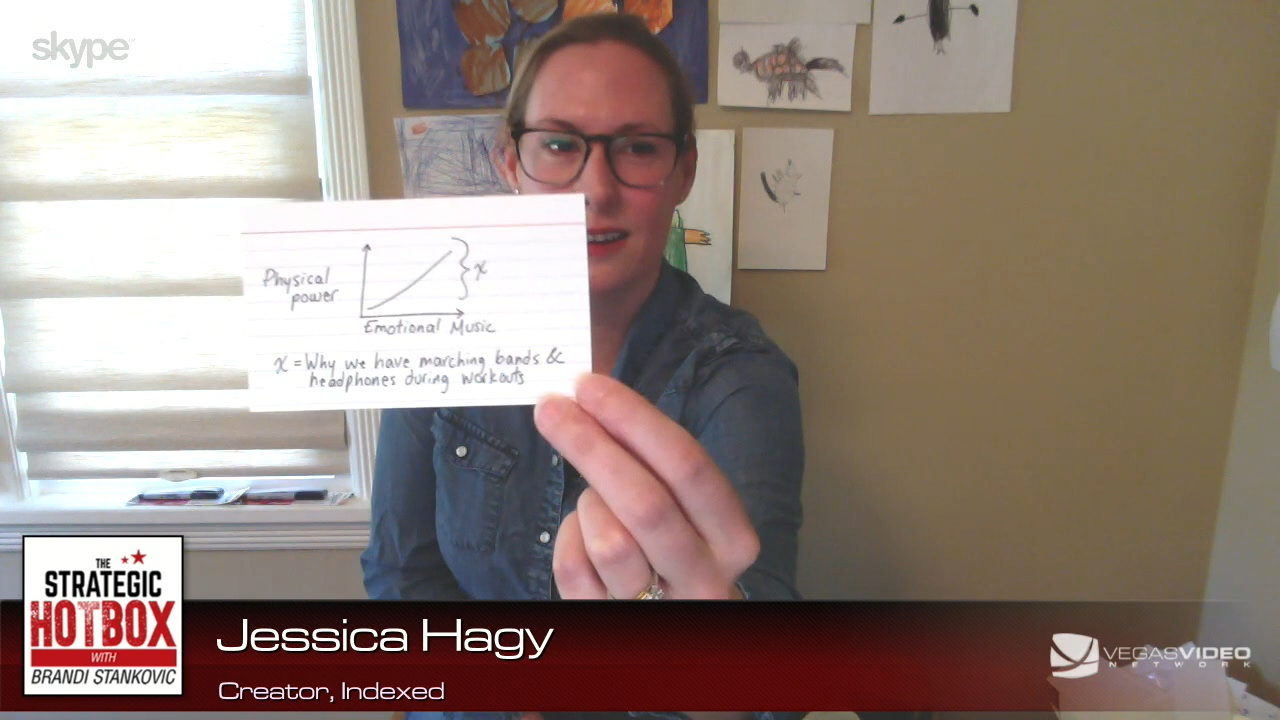 skype
Physical
power
x
Emotional Music
x = Why we have marching bands &
headphones during workouts
THE
STRATEGIC
HOTBOX
WITH
BRANDI STANKOVIC
Jessica Hagy
Creator, Indexed
VEGASVIDEO
NETWORK